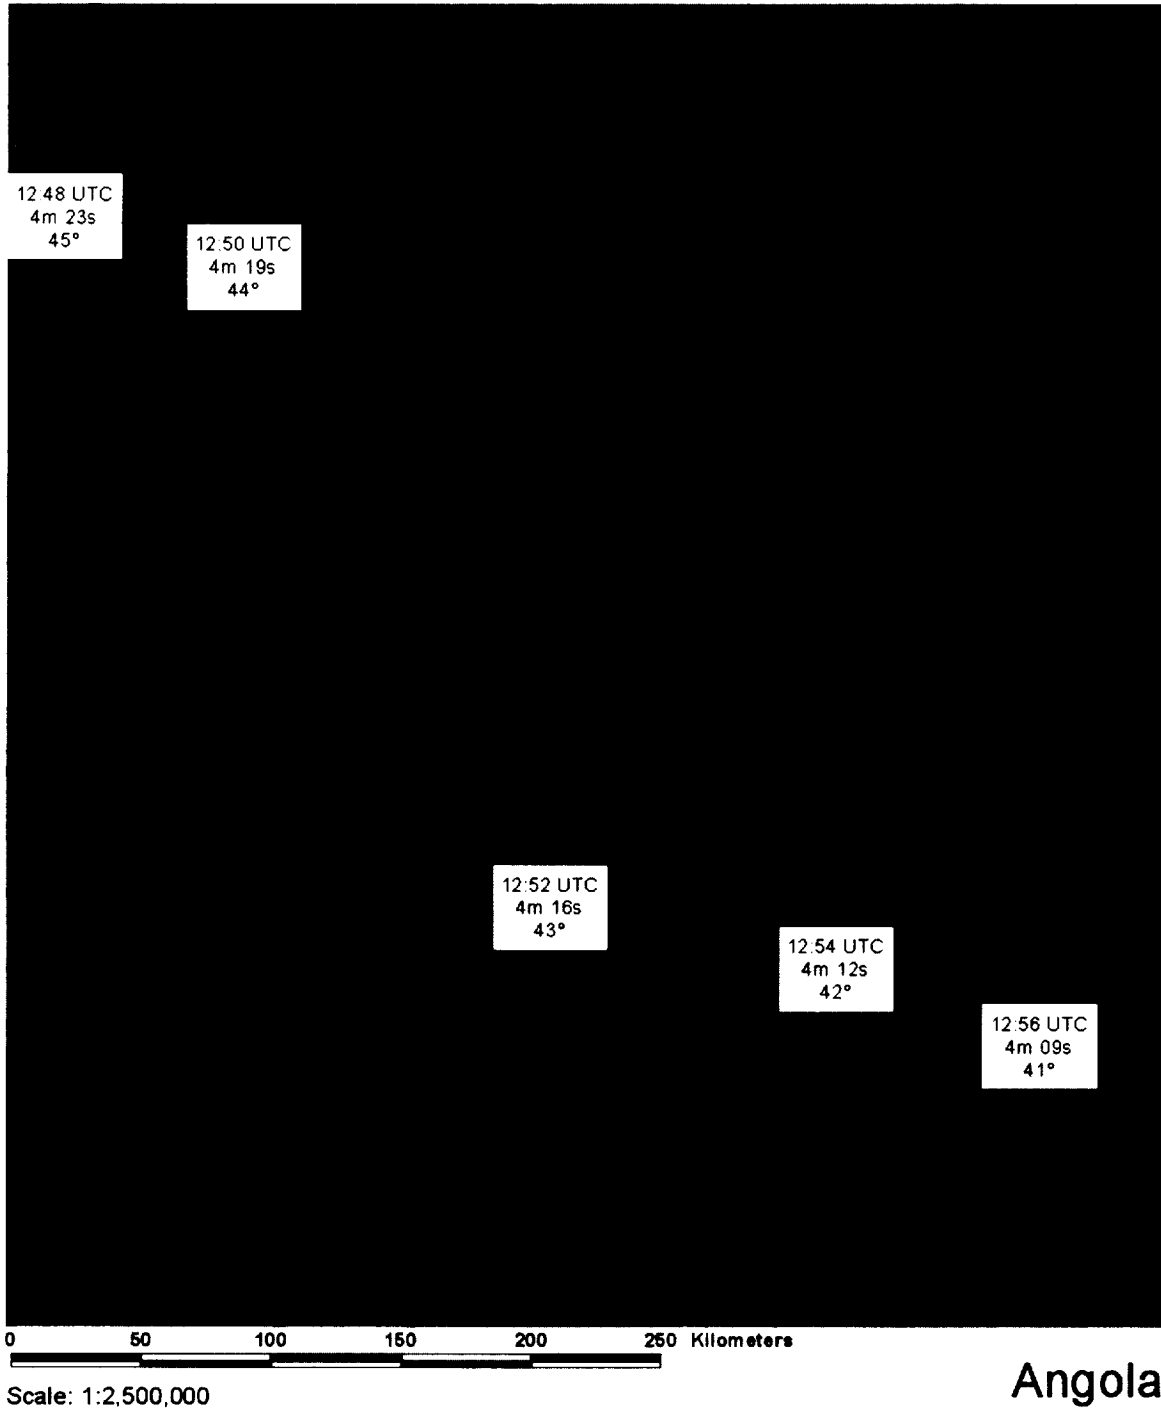 12:48 UTC
4m 23s
45°
12:50 UTC
4m 19s
44°
12:52 UTC
4m 16s
43°
12:54 UTC
4m 12s
42°
12:56 UTC
4m 09s
41°
0 50 100 150 200 250 Kilometers
Scale: 1:2,500,000
Angola